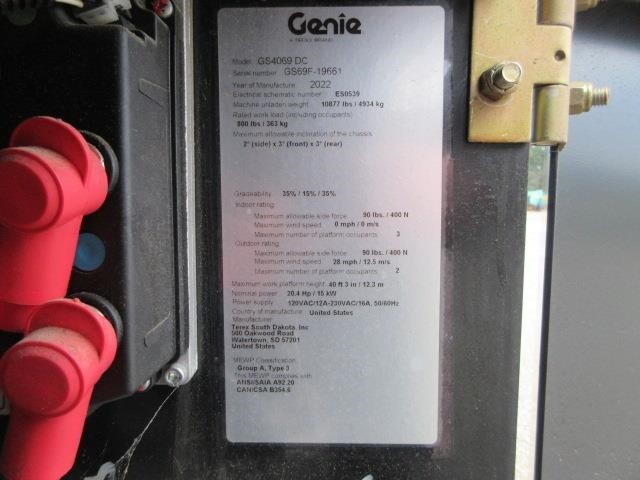 Genie
A TEREX BRAND
Model: GS4069 DC
Serial number: GS69F-19661
Year of Manufacture: 2022
Electrical schematic number: ES0539
Machine unladen weight: 10877 lbs / 4934 kg
Rated work load (including occupants):
800 lbs / 363 kg
Maximum allowable inclination of the chassis:
2° (side) x 3° (front) x 3° (rear)
Gradeability: 35% / 15% / 35%
Indoor rating:
Maximum allowable side force: 90 lbs. / 400 N
Maximum wind speed: 0 mph / 0 m/s
Maximum number of platform occupants: 3
Outdoor rating:
Maximum allowable side force: 90 lbs. / 400 N
Maximum wind speed: 28 mph / 12.5 m/s
Maximum number of platform occupants: 2
Maximum work platform height: 40 ft 3 in / 12.3 m
Nominal power: 20.4 Hp / 15 kW
Power supply: 120VAC/12A-230VAC/16A, 50/60Hz
Country of manufacture: United States
Manufacturer:
Terex South Dakota, Inc
500 Oakwood Road
Watertown, SD 57201
United States
MEWP Classification:
Group A, Type 3
This MEWP complies with:
ANSI/SAIA A92.20
CAN/CSA B354.6